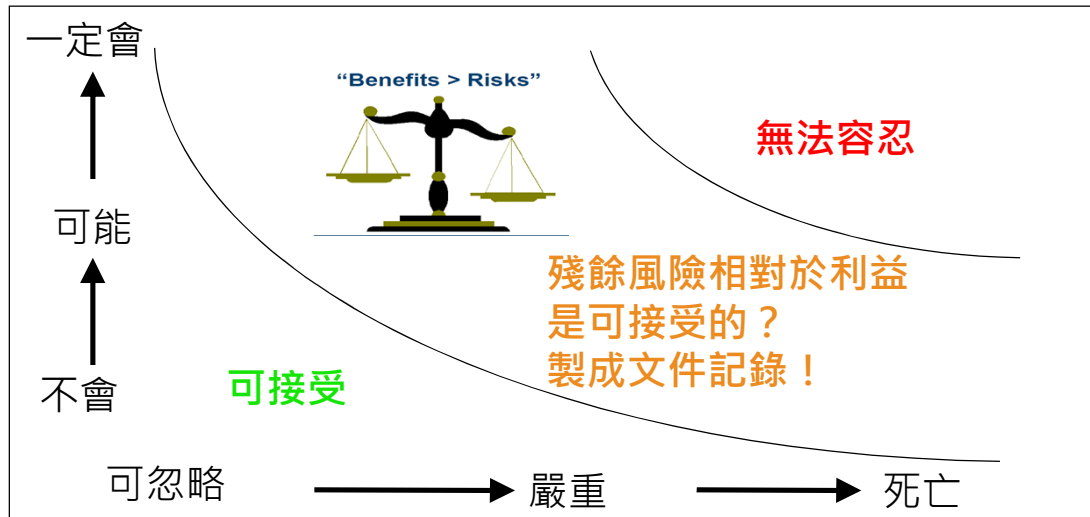 一定會
“Benefits > Risks”
無法容忍
可能
殘餘風險相對於利益
是可接受的？
製成文件記錄！
不會
可接受
可忽略
嚴重
死亡